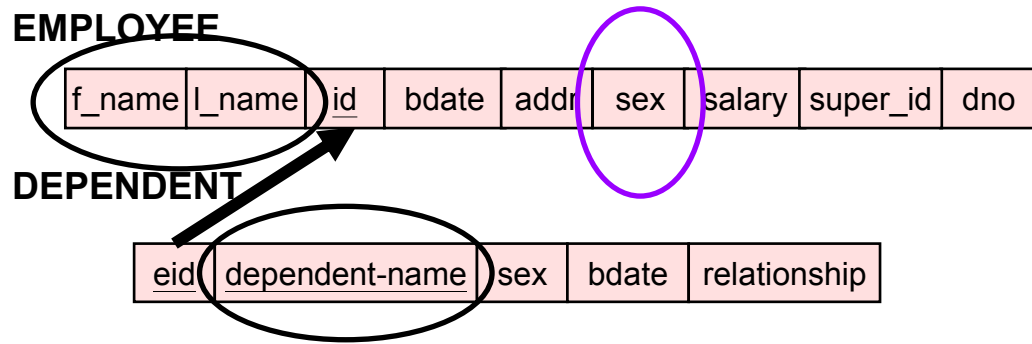 EMPLOYEE
f_name l_name id bdate addr sex salary super_id dno
DEPENDENT
eid dependent-name sex bdate relationship